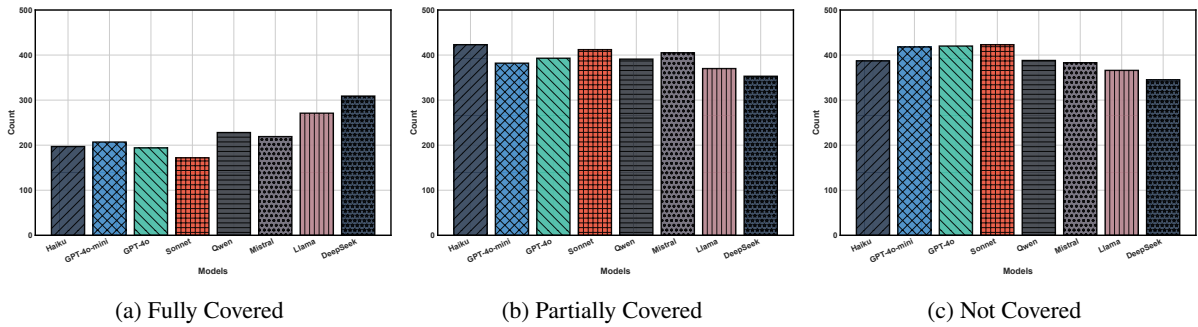 500
400
300
200
100
0
Count
Haiku
GPT-4o-mini
GPT-4o
Sonnet
Qwen
Mistral
Llama
DeepSeek
Models
(a) Fully Covered
500
400
300
200
100
0
Count
Haiku
GPT-4o-mini
GPT-4o
Sonnet
Qwen
Mistral
Llama
DeepSeek
Models
(b) Partially Covered
500
400
300
200
100
0
Count
Haiku
GPT-4o-mini
GPT-4o
Sonnet
Qwen
Mistral
Llama
DeepSeek
Models
(c) Not Covered